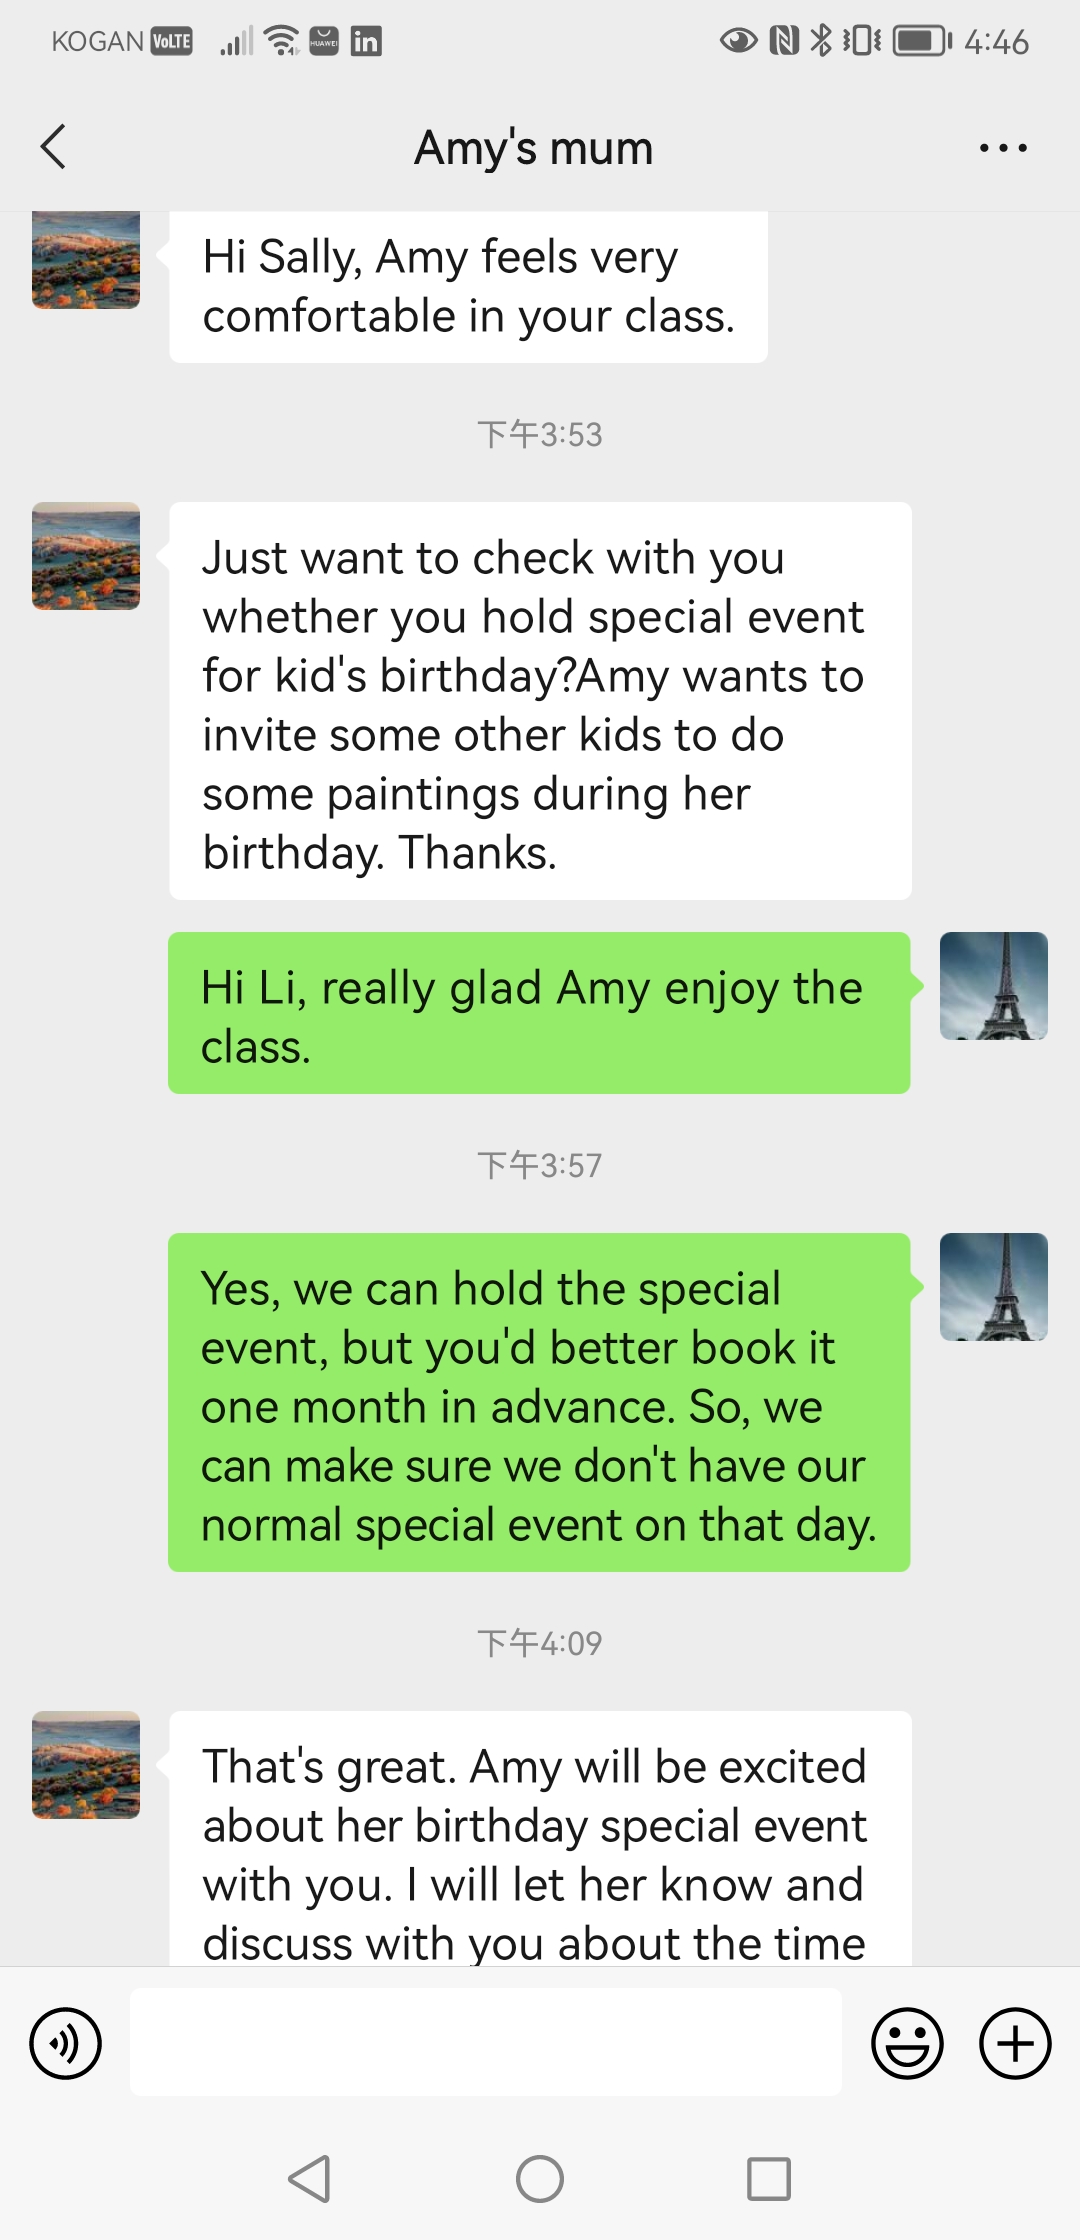 KOGAN VoLTE HUAWEI in 4:46
Amy's mum
Hi Sally, Amy feels very
comfortable in your class.
下午3:53
Just want to check with you
whether you hold special event
for kid's birthday?Amy wants to
invite some other kids to do
some paintings during her
birthday. Thanks.
Hi Li, really glad Amy enjoy the
class.
下午3:57
Yes, we can hold the special
event, but you'd better book it
one month in advance. So, we
can make sure we don't have our
normal special event on that day.
下午4:09
That's great. Amy will be excited
about her birthday special event
with you. I will let her know and
discuss with you about the time